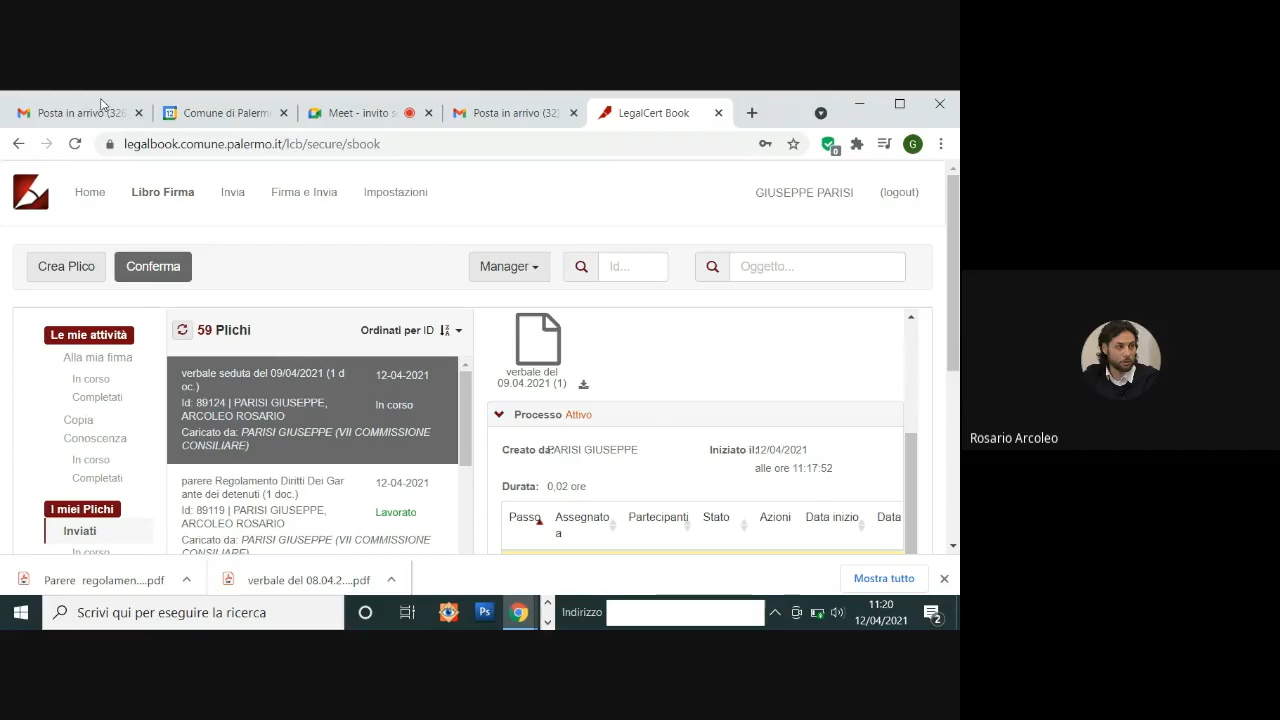 Posta in arrivo (326
Comune di Palerm
Meet - invito s
Posta in arrivo (32
LegalCert Book
legalbook.comune.palermo.it/lcb/secure/sbook
0
G
Home
Libro Firma
Invia
Firma e Invia
Impostazioni
GIUSEPPE PARISI
(logout)
Crea Plico
Conferma
Manager
Id...
Oggetto...
Le mie attività
Alla mia firma
In corso
Completati
Copia
Conoscenza
In corso
Completati
I miei Plichi
Inviati
In corso
59 Plichi
Ordinati per ID
verbale seduta del 09/04/2021 (1 d
oc.)
12-04-2021
Id: 89124 | PARISI GIUSEPPE,
ARCOLEO ROSARIO
In corso
Caricato da: PARISI GIUSEPPE (VII COMMISSIONE
CONSILIARE)
parere Regolamento Diritti Dei Gar
ante dei detenuti (1 doc.)
12-04-2021
Id: 89119 | PARISI GIUSEPPE,
ARCOLEO ROSARIO
Lavorato
Caricato da: PARISI GIUSEPPE (VII COMMISSIONE
CONSILIARE)
verbale del
09.04.2021 (1)
Processo Attivo
Creato da: PARISI GIUSEPPE
Iniziato il: 12/04/2021
alle ore 11:17:52
Durata: 0,02 ore
Passo
Assegnato
a
Partecipanti
Stato
Azioni
Data inizio
Data
Parere regolamen....pdf
verbale del 08.04.2....pdf
Mostra tutto
Scrivi qui per eseguire la ricerca
Ps
Indirizzo
11:20
12/04/2021
2
Rosario Arcoleo